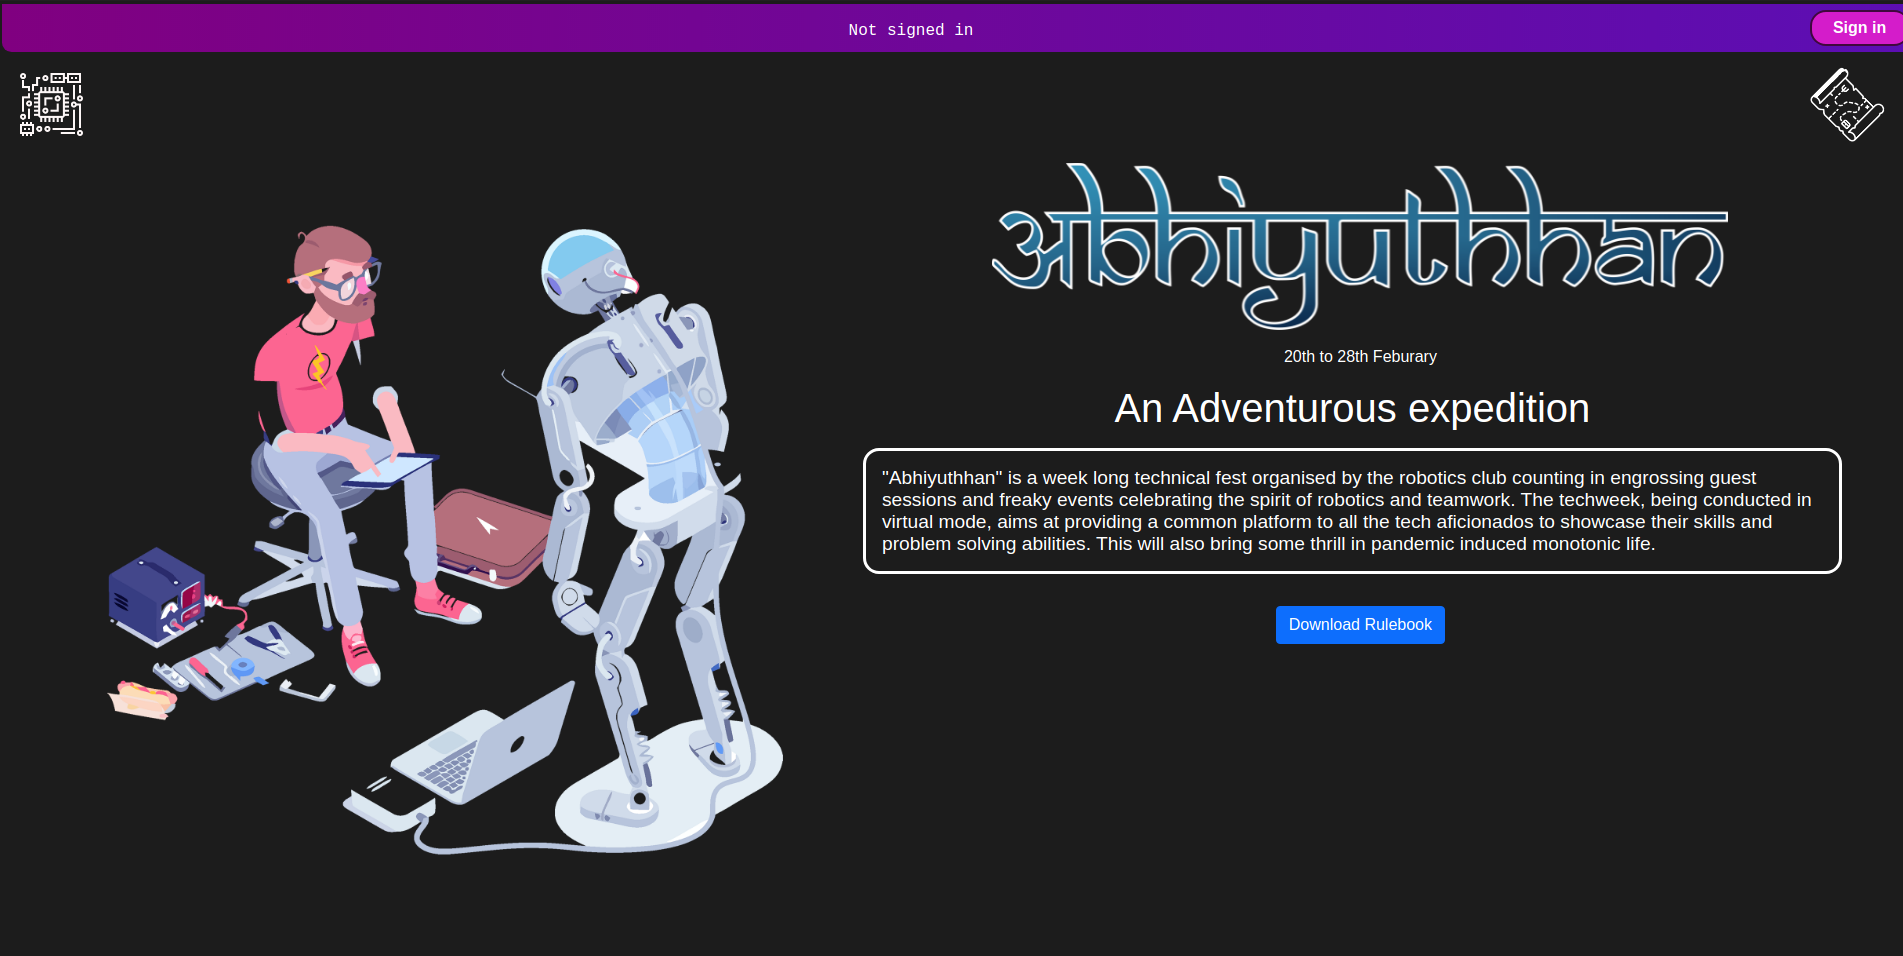 Not signed in
Sign in
अbhiyuthhan
20th to 28th Feburary
An Adventurous expedition
"Abhiyuthhan" is a week long technical fest organised by the robotics club counting in engrossing guest
sessions and freaky events celebrating the spirit of robotics and teamwork. The techweek, being conducted in
virtual mode, aims at providing a common platform to all the tech aficionados to showcase their skills and
problem solving abilities. This will also bring some thrill in pandemic induced monotonic life.
Download Rulebook